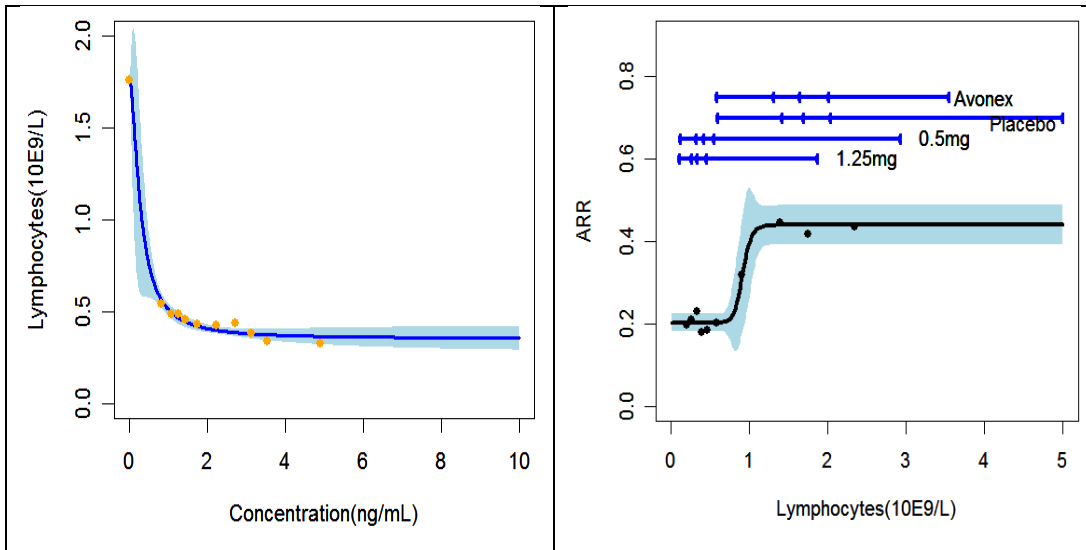 Lymphocytes(10E9/L)
2.0
1.5
1.0
0.5
0.0
0 2 4 6 8 10
Concentration(ng/mL)
ARR
0.8
0.6
0.4
0.2
0.0
Avonex
Placebo
0.5mg
1.25mg
0 1 2 3 4 5
Lymphocytes(10E9/L)